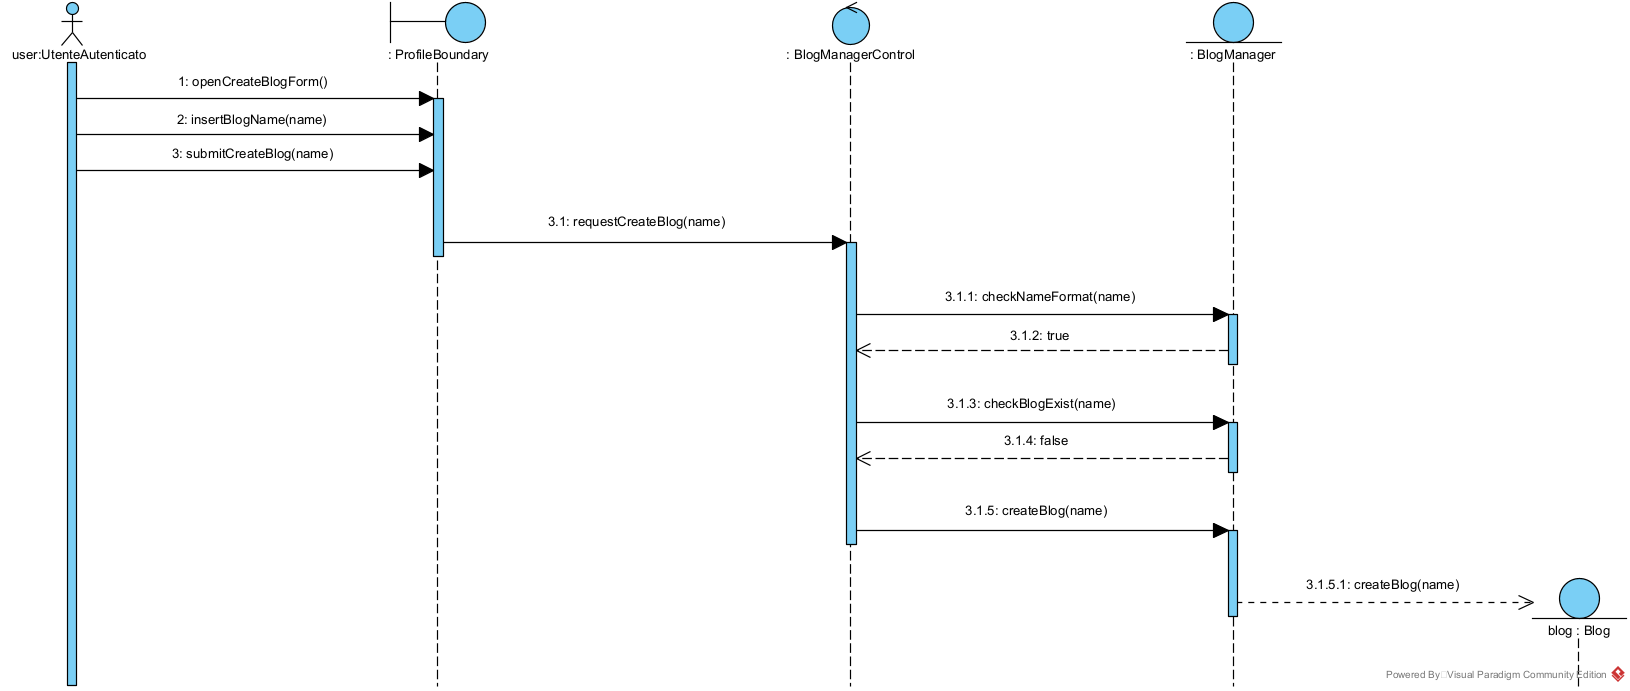 user:UtenteAutenticato
: ProfileBoundary
: BlogManagerControl
: BlogManager
1: openCreateBlogForm()
2: insertBlogName(name)
3: submitCreateBlog(name)
3.1: requestCreateBlog(name)
3.1.1: checkNameFormat(name)
3.1.2: true
3.1.3: checkBlogExist(name)
3.1.4: false
3.1.5: createBlog(name)
3.1.5.1: createBlog(name)
blog : Blog
Powered By Visual Paradigm Community Edition